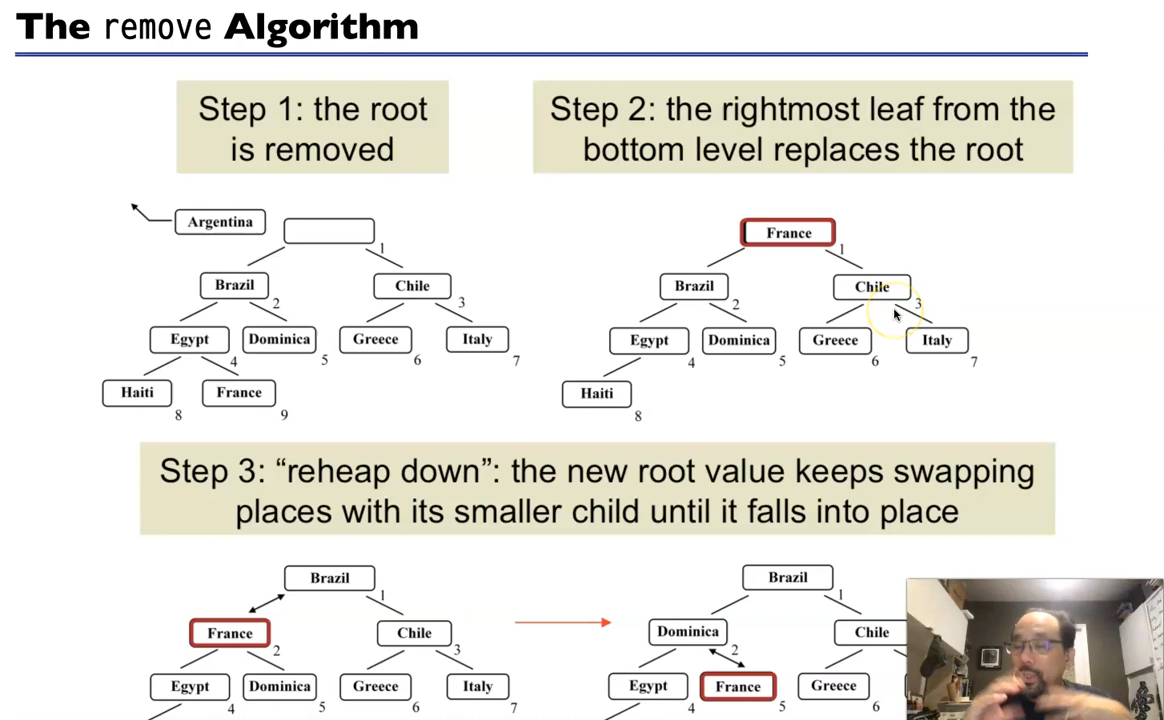 The remove Algorithm
Step 1: the root
is removed
Step 2: the rightmost leaf from the
bottom level replaces the root
Argentina
1
Brazil
2
Chile
3
Egypt
4
Dominica
5
Greece
6
Italy
7
Haiti
8
France
9
France
1
Brazil
2
Chile
3
Egypt
4
Dominica
5
Greece
6
Italy
7
Haiti
8
Step 3: “reheap down”: the new root value keeps swapping
places with its smaller child until it falls into place
Brazil
1
France
2
Chile
3
Egypt
4
Dominica
5
Greece
6
Italy
7
Brazil
1
Dominica
2
Chile
Egypt
4
France
5
Greece
6